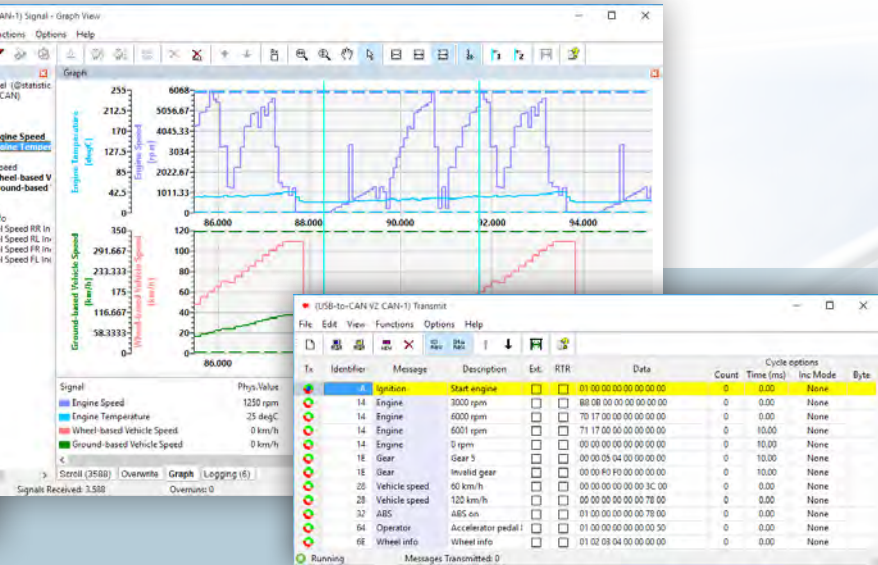 AN-1) Signal - Graph View
ctions Options Help
el (@statistic
CAN)
gine Speed
gine Temper
peed
heel-based V
round-based
fo
l Speed RR In
l Speed RL In
l Speed FR In
l Speed FL In
Graph
Engine Temperature [degC]
255
212.5
170
127.5
85
42.5
0
Engine Speed [rpm]
6068
5056.67
4045.33
3034
2022.67
1011.33
0
86.000 88.000 90.000 92.000 94.000
Ground-based Vehicle Speed [km/h]
350
291.667
233.333
175
116.667
58.3333
0
Wheel-based Vehicle Speed [km/h]
120
100
80
60
40
20
0
86.000
Signal Phys.Value
Engine Speed 1250 rpm
Engine Temperature 25 degC
Wheel-based Vehicle Speed 0 km/h
Ground-based Vehicle Speed 0 km/h
Scroll (3588) Overwrite Graph Logging (6)
Signals Received: 3.588 Overruns: 0
(USB-to-CAN V2 CAN-1) Transmit
File Edit View Functions Options Help
Cycle options
Tx Identifier Message Description Ext. RTR Data Count Time (ms) Inc Mode Byte
A Ignition Start engine 01 00 00 00 00 00 00 00 0 0.00 None
14 Engine 3000 rpm B8 0B 00 00 00 00 00 00 0 0.00 None
14 Engine 6000 rpm 70 17 00 00 00 00 00 00 0 0.00 None
14 Engine 6001 rpm 71 17 00 00 00 00 00 00 0 10.00 None
14 Engine 0 rpm 00 00 00 00 00 00 00 00 0 10.00 None
1E Gear Gear 5 00 00 05 04 00 00 00 00 0 10.00 None
1E Gear Invalid gear 00 00 F0 F0 00 00 00 00 0 10.00 None
28 Vehicle speed 60 km/h 00 00 00 00 00 00 3C 00 0 0.00 None
28 Vehicle speed 120 km/h 00 00 00 00 00 00 78 00 0 0.00 None
32 ABS ABS on 01 00 00 00 00 00 78 00 0 0.00 None
64 Operator Accelerator pedal 01 00 00 00 00 00 00 50 0 0.00 None
6E Wheel info Wheel info 01 02 03 04 00 00 00 00 0 0.00 None
Running Messages Transmitted: 0